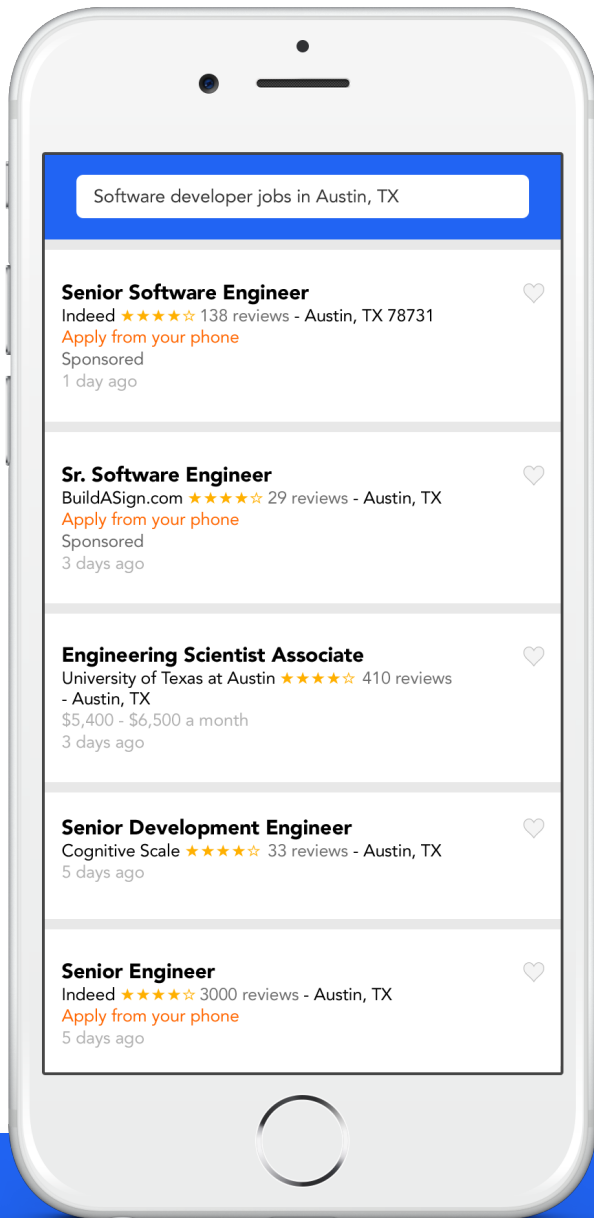 Software developer jobs in Austin, TX
Senior Software Engineer
Indeed ★★★★☆ 138 reviews - Austin, TX 78731
Apply from your phone
Sponsored
1 day ago
Sr. Software Engineer
BuildASign.com ★★★★☆ 29 reviews - Austin, TX
Apply from your phone
Sponsored
3 days ago
Engineering Scientist Associate
University of Texas at Austin ★★★★☆ 410 reviews
- Austin, TX
$5,400 - $6,500 a month
3 days ago
Senior Development Engineer
Cognitive Scale ★★★★☆ 33 reviews - Austin, TX
5 days ago
Senior Engineer
Indeed ★★★★☆ 3000 reviews - Austin, TX
Apply from your phone
5 days ago